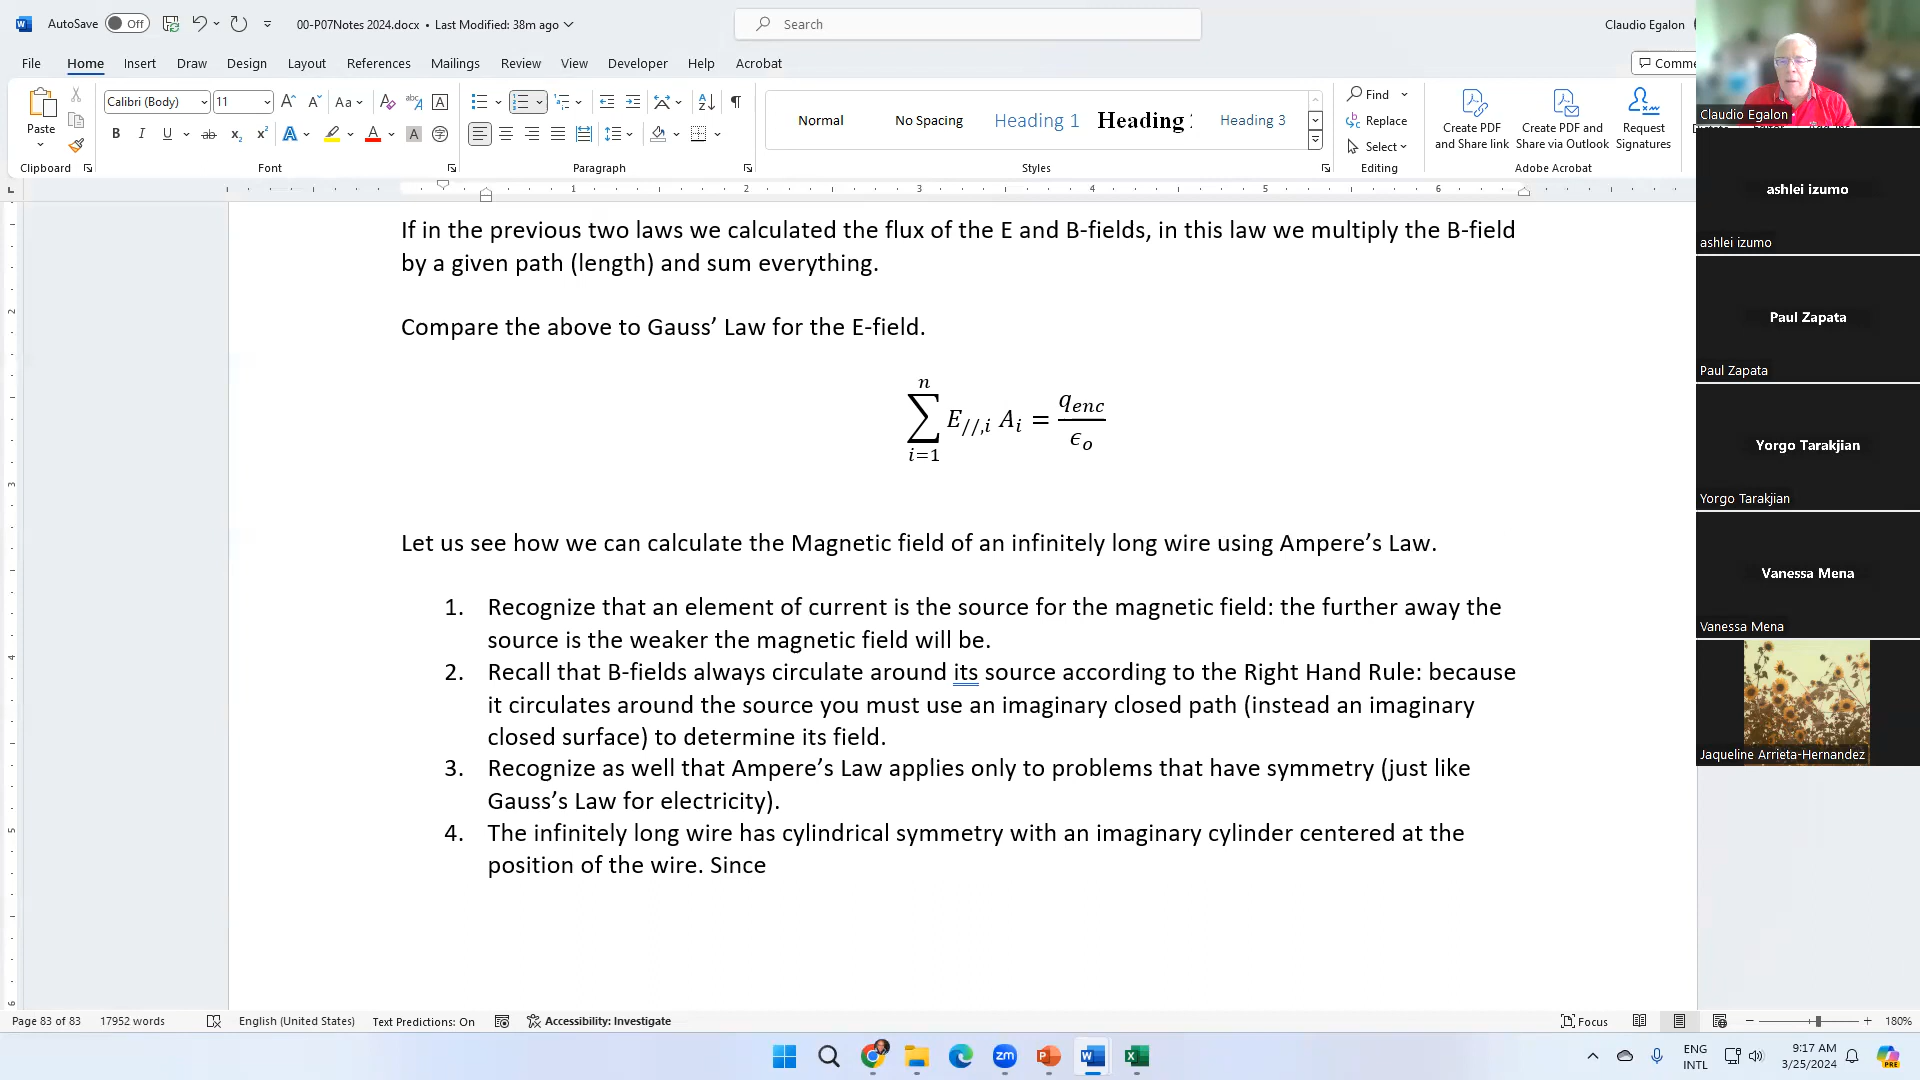 AutoSave Off 00-P07Notes 2024.docx • Last Modified: 38m ago Search Claudio Egalon
File Home Insert Draw Design Layout References Mailings Review View Developer Help Acrobat Comme
Paste Calibri (Body) 11 Aa Normal No Spacing Heading 1 Heading Heading 3 Find Replace Select
Create PDF and Share link Create PDF and Share via Outlook Request Signatures
Clipboard Font Paragraph Styles Editing Adobe Acrobat
If in the previous two laws we calculated the flux of the E and B-fields, in this law we multiply the B-field
by a given path (length) and sum everything.
Compare the above to Gauss’ Law for the E-field.
∑_{i=1}^{n} E_{//,i} A_i = q_{enc}/ϵ_o
Let us see how we can calculate the Magnetic field of an infinitely long wire using Ampere’s Law.
1. Recognize that an element of current is the source for the magnetic field: the further away the
source is the weaker the magnetic field will be.
2. Recall that B-fields always circulate around its source according to the Right Hand Rule: because
it circulates around the source you must use an imaginary closed path (instead an imaginary
closed surface) to determine its field.
3. Recognize as well that Ampere’s Law applies only to problems that have symmetry (just like
Gauss’s Law for electricity).
4. The infinitely long wire has cylindrical symmetry with an imaginary cylinder centered at the
position of the wire. Since
Claudio Egalon
ashlei izumo
ashlei izumo
Paul Zapata
Paul Zapata
Yorgo Tarakjian
Yorgo Tarakjian
Vanessa Mena
Vanessa Mena
Jaqueline Arrieta-Hernandez
Page 83 of 83 17952 words English (United States) Text Predictions: On Accessibility: Investigate Focus 180%
ENG INTL 9:17 AM 3/25/2024